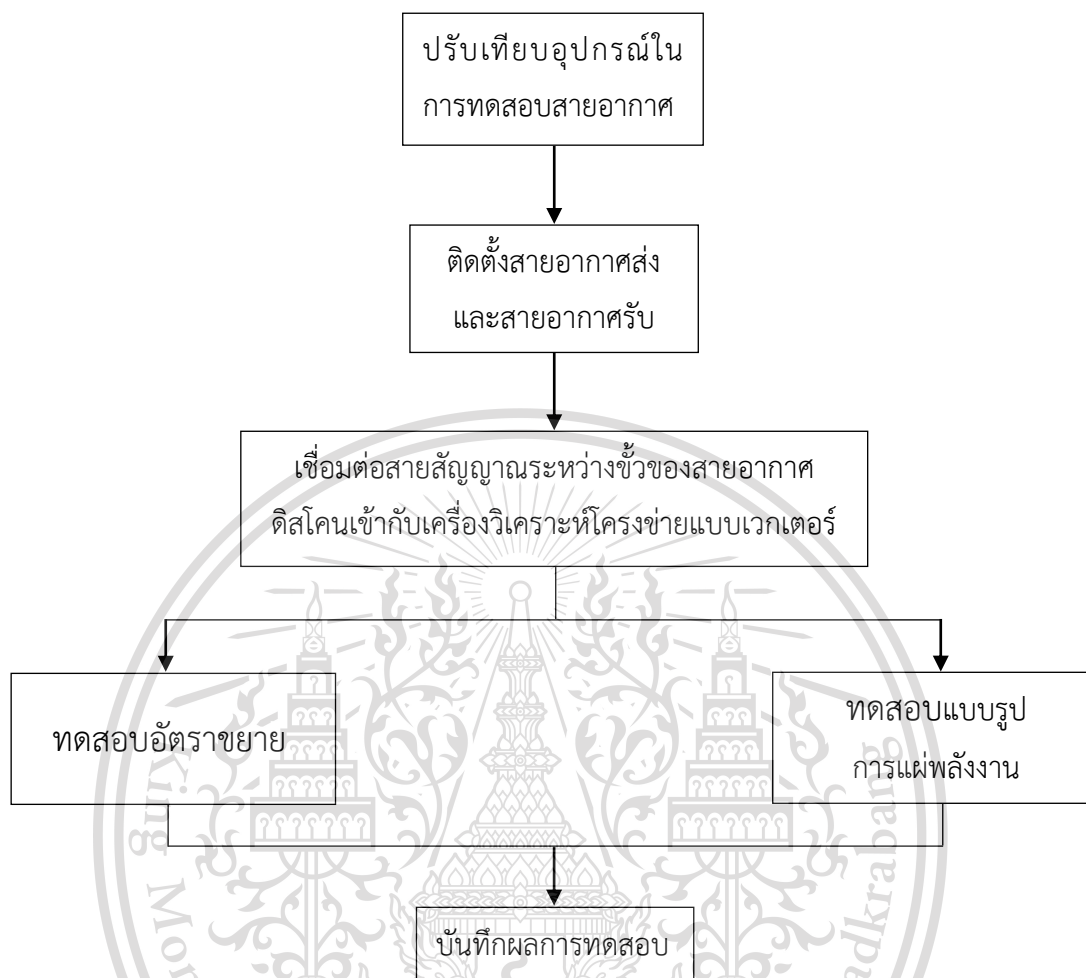 ปรับเทียบอุปกรณ์ใน
การทดสอบสายอากาศ
ติดตั้งสายอากาศส่ง
และสายอากาศรับ
เชื่อมต่อสายสัญญาณระหว่างขั้วของสายอากาศ
ดิสโคนเข้ากับเครื่องวิเคราะห์โครงข่ายแบบเวกเตอร์
ทดสอบอัตราขยาย
ทดสอบแบบรูป
การแผ่พลังงาน
บันทึกผลการทดสอบ
King Mon
adkrabang